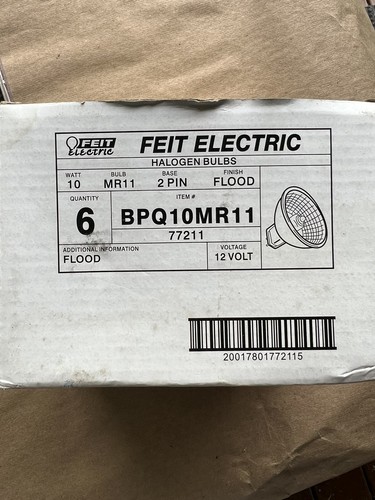 FEIT Electric
FEIT ELECTRIC
HALOGEN BULBS
WATT BULB BASE FINISH
10 MR11 2 PIN FLOOD
QUANTITY
6
ITEM #
BPQ10MR11
77211
ADDITIONAL INFORMATION
FLOOD
VOLTAGE
12 VOLT
20017801772115